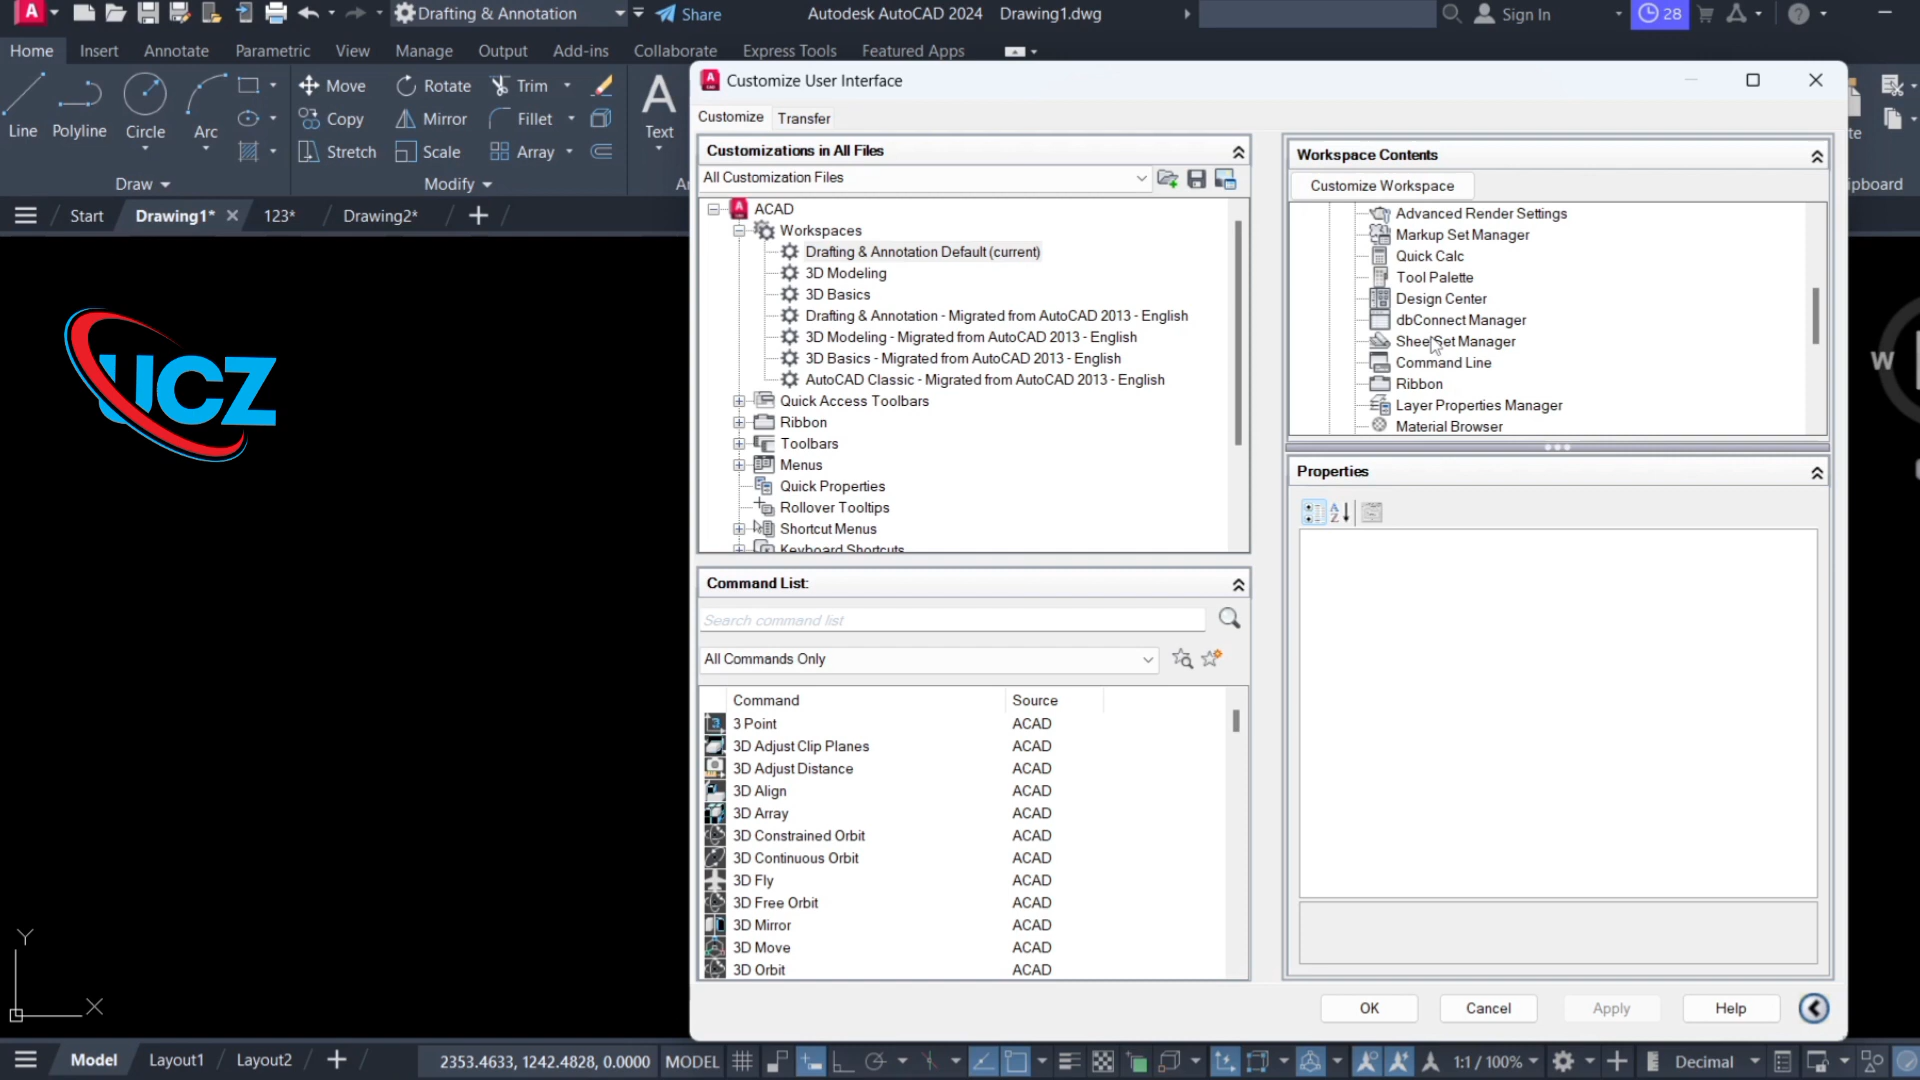 Drafting & Annotation
Share
Autodesk AutoCAD 2024 Drawing1.dwg
Sign In
28
Home Insert Annotate Parametric View Manage Output Add-ins Collaborate Express Tools Featured Apps
Line
Polyline
Circle
Arc
Move
Rotate
Trim
Copy
Mirror
Fillet
Stretch
Scale
Array
Text
Draw
Modify
Start
Drawing1*
123*
Drawing2*
UCZ
Y
X
W
Customize User Interface
Customize
Transfer
Customizations in All Files
All Customization Files
ACAD
Workspaces
Drafting & Annotation Default (current)
3D Modeling
3D Basics
Drafting & Annotation - Migrated from AutoCAD 2013 - English
3D Modeling - Migrated from AutoCAD 2013 - English
3D Basics - Migrated from AutoCAD 2013 - English
AutoCAD Classic - Migrated from AutoCAD 2013 - English
Quick Access Toolbars
Ribbon
Toolbars
Menus
Quick Properties
Rollover Tooltips
Shortcut Menus
Keyboard Shortcuts
Command List:
Search command list
All Commands Only
Command Source
3 Point ACAD
3D Adjust Clip Planes ACAD
3D Adjust Distance ACAD
3D Align ACAD
3D Array ACAD
3D Constrained Orbit ACAD
3D Continuous Orbit ACAD
3D Fly ACAD
3D Free Orbit ACAD
3D Mirror ACAD
3D Move ACAD
3D Orbit ACAD
Workspace Contents
Customize Workspace
Advanced Render Settings
Markup Set Manager
Quick Calc
Tool Palette
Design Center
dbConnect Manager
Sheet Set Manager
Command Line
Ribbon
Layer Properties Manager
Material Browser
Properties
OK
Cancel
Apply
Help
Model
Layout1
Layout2
2353.4633, 1242.4828, 0.0000
MODEL
1:1 / 100%
Decimal